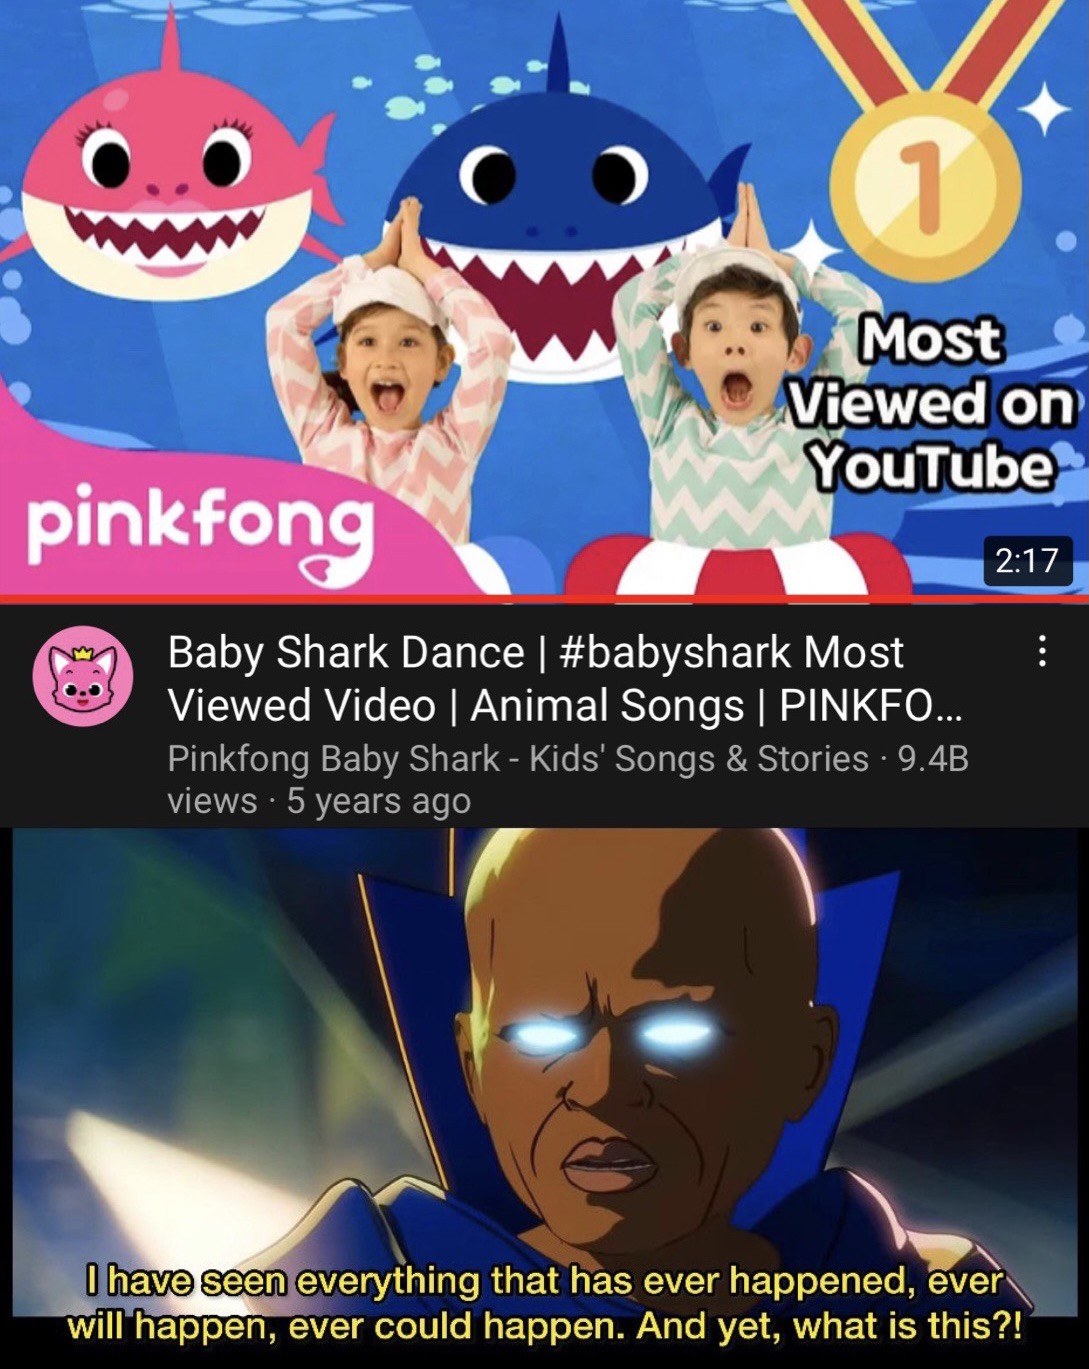 1
Most
Viewed on
YouTube
pinkfong
2:17
Baby Shark Dance | #babyshark Most
Viewed Video | Animal Songs | PINKFO...
Pinkfong Baby Shark - Kids' Songs & Stories · 9.4B
views · 5 years ago
I have seen everything that has ever happened, ever
will happen, ever could happen. And yet, what is this?!